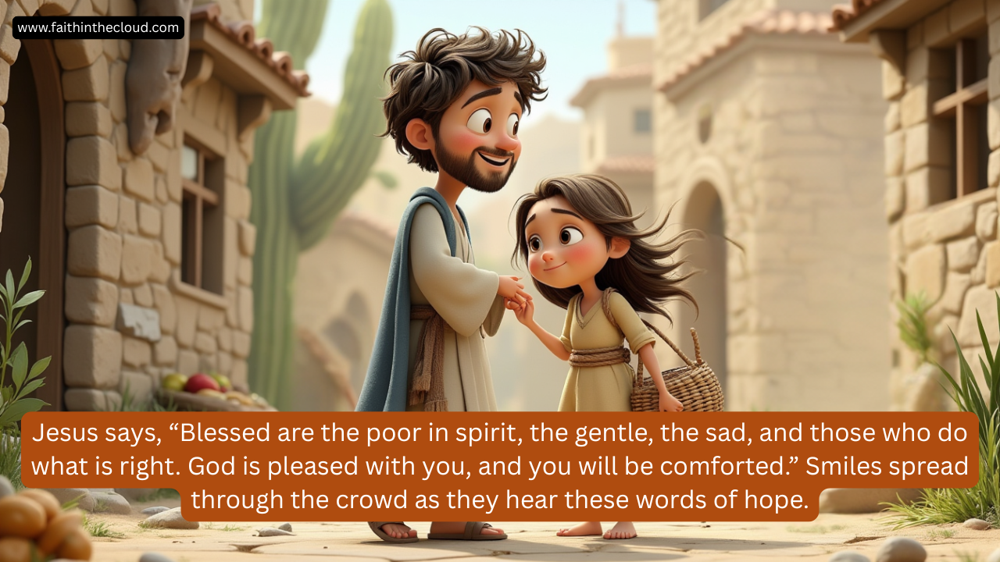 www.faithinthecloud.com
Jesus says, “Blessed are the poor in spirit, the gentle, the sad, and those who do
what is right. God is pleased with you, and you will be comforted.” Smiles spread
through the crowd as they hear these words of hope.